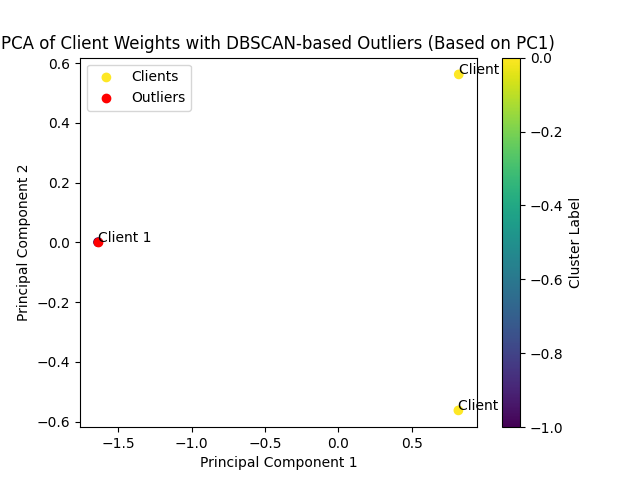 PCA of Client Weights with DBSCAN-based Outliers (Based on PC1)
Clients
Outliers
Client
Client 1
Client
0.6
0.4
0.2
0.0
−0.2
−0.4
−0.6
Principal Component 2
−1.5
−1.0
−0.5
0.0
0.5
Principal Component 1
0.0
−0.2
−0.4
−0.6
−0.8
−1.0
Cluster Label